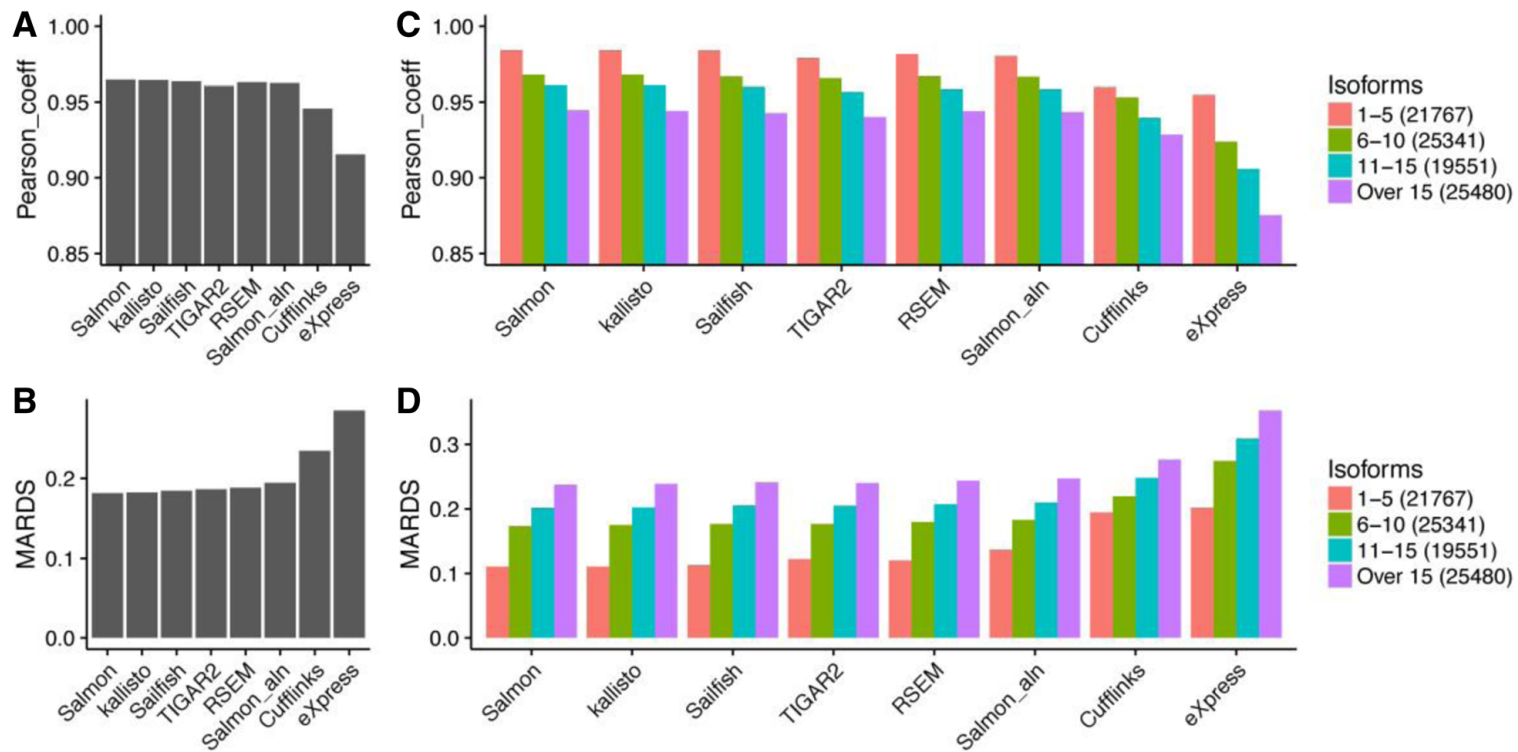 A
Pearson_coeff
1.00
0.95
0.90
0.85
Salmon
kallisto
Sailfish
TIGAR2
RSEM
Salmon_aln
Cufflinks
eXpress
C
Pearson_coeff
1.00
0.95
0.90
0.85
Salmon
kallisto
Sailfish
TIGAR2
RSEM
Salmon_aln
Cufflinks
eXpress
Isoforms
1–5 (21767)
6–10 (25341)
11–15 (19551)
Over 15 (25480)
B
MARDS
0.2
0.1
0.0
Salmon
kallisto
Sailfish
TIGAR2
RSEM
Salmon_aln
Cufflinks
eXpress
D
MARDS
0.3
0.2
0.1
0.0
Salmon
kallisto
Sailfish
TIGAR2
RSEM
Salmon_aln
Cufflinks
eXpress
Isoforms
1–5 (21767)
6–10 (25341)
11–15 (19551)
Over 15 (25480)